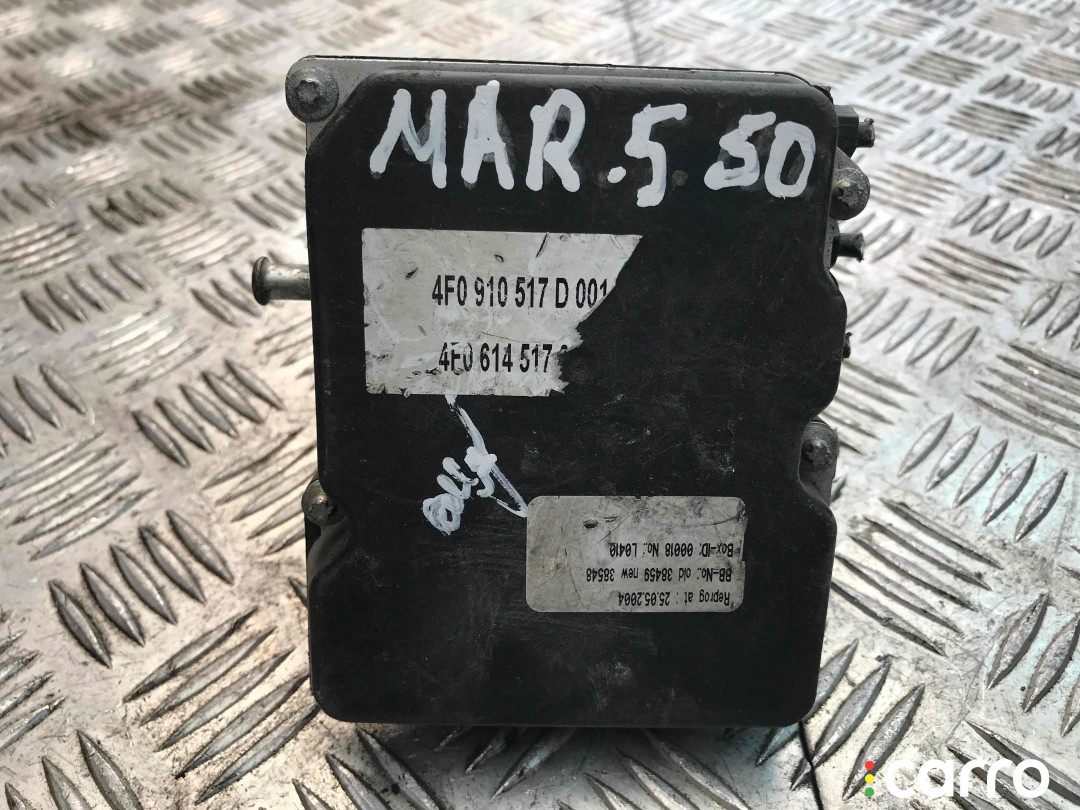 MAR.5 50
4F0 910 517 D 001
4F0 614 517
Reprog at : 25.05.2004
BB-No.: old 38459 new 38548
Box-ID: 00018 No.: L0410
carro